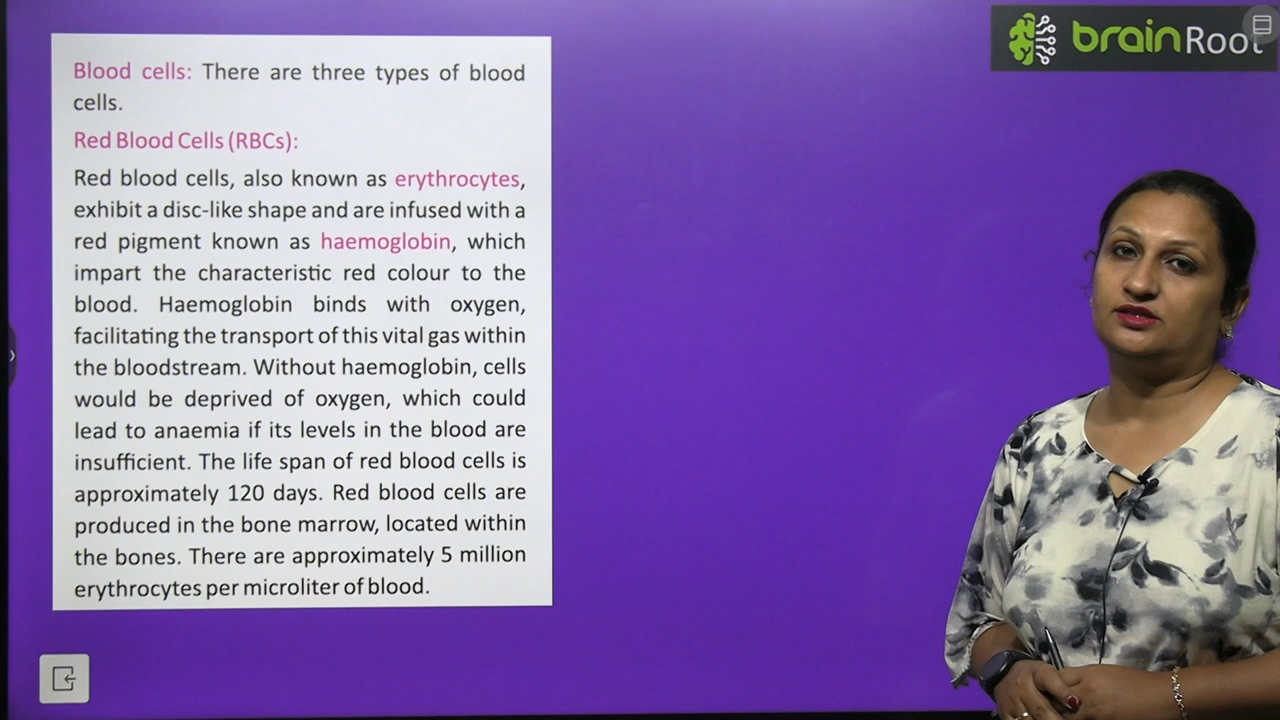 brainRoot
Blood cells: There are three types of blood
cells.
Red Blood Cells (RBCs):
Red blood cells, also known as erythrocytes,
exhibit a disc-like shape and are infused with a
red pigment known as haemoglobin, which
impart the characteristic red colour to the
blood. Haemoglobin binds with oxygen,
facilitating the transport of this vital gas within
the bloodstream. Without haemoglobin, cells
would be deprived of oxygen, which could
lead to anaemia if its levels in the blood are
insufficient. The life span of red blood cells is
approximately 120 days. Red blood cells are
produced in the bone marrow, located within
the bones. There are approximately 5 million
erythrocytes per microliter of blood.